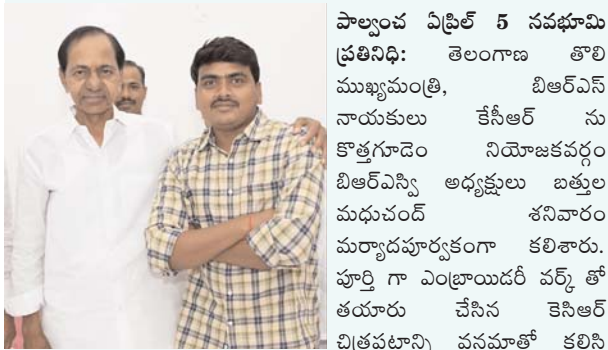 పాల్వంచ ఏప్రిల్ 5 నవభూమి
ప్రతినిధి: తెలంగాణ తొలి
ముఖ్యమంత్రి, బిఆర్ఎస్
నాయకులు కేసీఆర్ ను
కొత్తగూడెం నియోజకవర్గం
బిఆర్ఎస్వి అధ్యక్షులు బత్తుల
మధుచంద్ శనివారం
మర్యాదపూర్వకంగా కలిశారు.
పూర్తి గా ఎంబ్రాయిడరీ వర్క్ తో
తయారు చేసిన కెసిఆర్
చిత్రపటాన్ని వనమాతో కలిసి